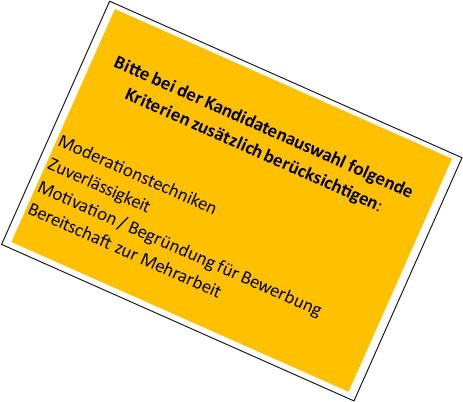 Bitte bei der Kandidatenauswahl folgende
Kriterien zusätzlich berücksichtigen:
Moderationstechniken
Zuverlässigkeit
Motivation / Begründung für Bewerbung
Bereitschaft zur Mehrarbeit